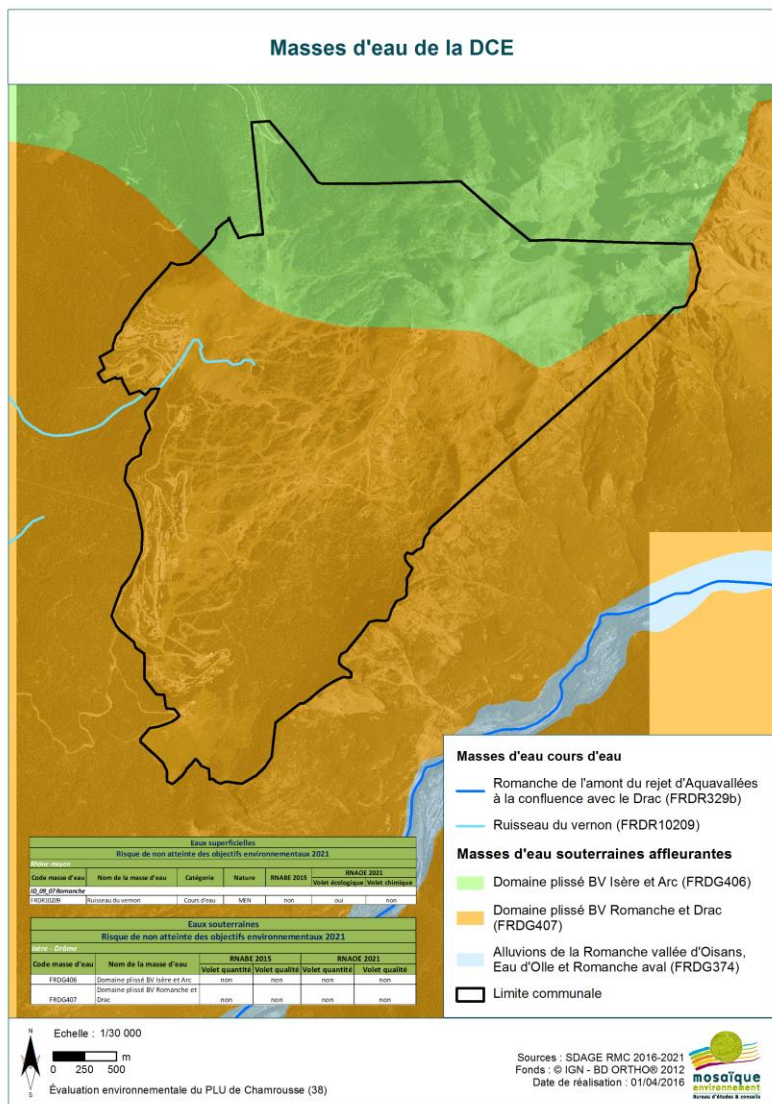 Masses d'eau de la DCE
Masses d'eau cours d'eau
Romanche de l'amont du rejet d'Aquavallées
à la confluence avec le Drac (FRDR329b)
Ruisseau du vernon (FRDR10209)
Masses d'eau souterraines affleurantes
Domaine plissé BV Isère et Arc (FRDG406)
Domaine plissé BV Romanche et Drac
(FRDG407)
Alluvions de la Romanche vallée d'Oisans,
Eau d'Olle et Romanche aval (FRDG374)
Limite communale
Eaux superficielles
Risque de non atteinte des objectifs environnementaux 2021
Rhône moyen
Code masse d'eau Nom de la masse d'eau Catégorie Nature RNABE 2015 RNAOE 2021
Volet écologique Volet chimique
ID_09_07 Romanche
FRDR10209 Ruisseau du vernon Cours d'eau MEN non oui non
Eaux souterraines
Risque de non atteinte des objectifs environnementaux 2021
Isère - Drôme
Code masse d'eau Nom de la masse d'eau RNABE 2015 RNAOE 2021
Volet quantité Volet qualité Volet quantité Volet qualité
FRDG406 Domaine plissé BV Isère et Arc non non non non
FRDG407 Domaine plissé BV Romanche et Drac non non non non
N
S
Echelle : 1/30 000
0 250 500 m
Évaluation environnementale du PLU de Chamrousse (38)
Sources : SDAGE RMC 2016-2021
Fonds : © IGN - BD ORTHO® 2012
Date de réalisation : 01/04/2016
mosaïque
environnement
Bureau d'études & conseils